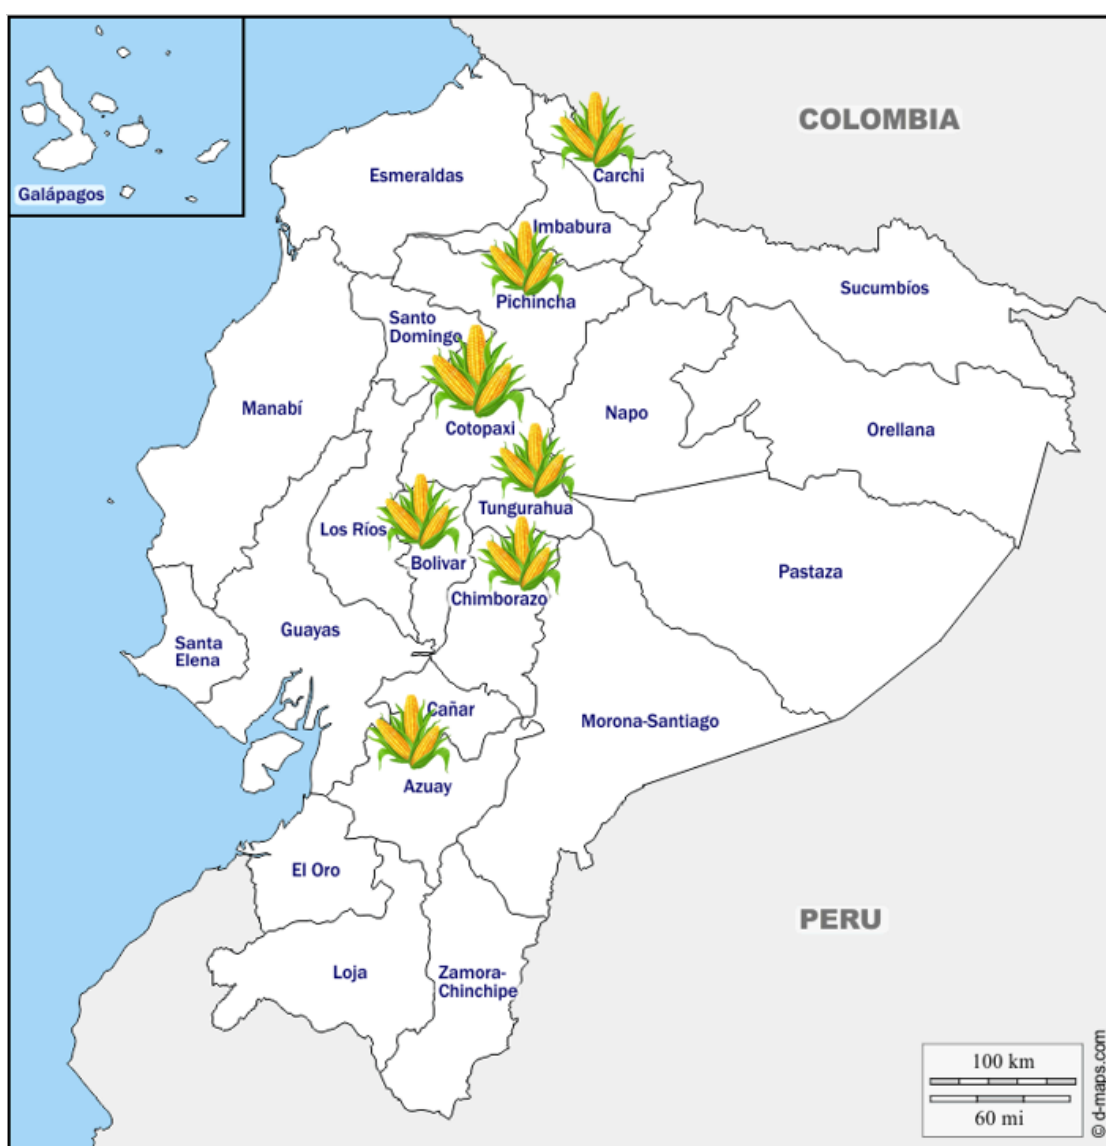 COLOMBIA
Galápagos
Esmeraldas
Carchi
Imbabura
Sucumbíos
Pichincha
Santo
Domingo
Manabí
Napo
Cotopaxi
Orellana
Tungurahua
Los Ríos
Bolivar
Pastaza
Chimborazo
Guayas
Santa
Elena
Cañar
Morona-Santiago
Azuay
El Oro
PERU
Loja
Zamora-
Chinchipe
100 km
60 mi
© d-maps.com